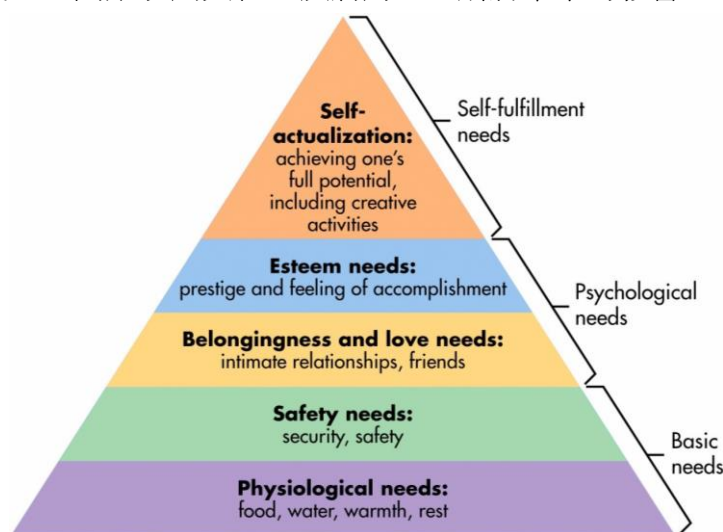 Self-
actualization:
achieving one's
full potential,
including creative
activities
Self-fulfillment
needs
Esteem needs:
prestige and feeling of accomplishment
Belongingness and love needs:
intimate relationships, friends
Psychological
needs
Safety needs:
security, safety
Physiological needs:
food, water, warmth, rest
Basic
needs